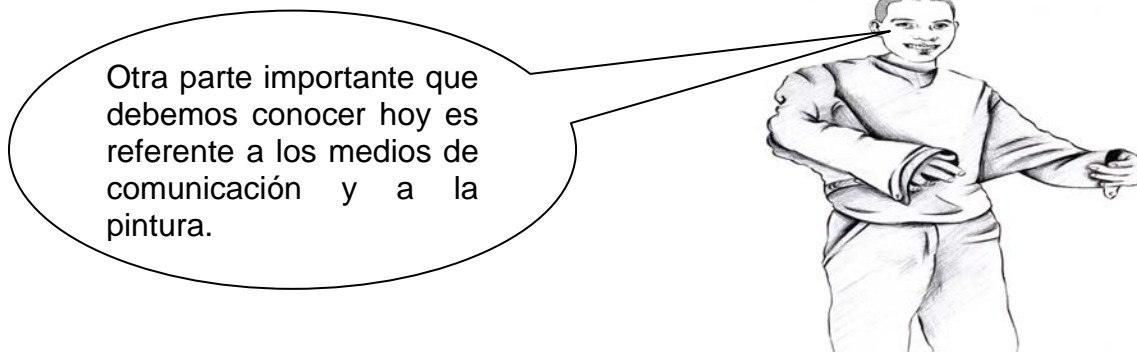 Otra parte importante que
debemos conocer hoy es
referente a los medios de
comunicación y a la
pintura.